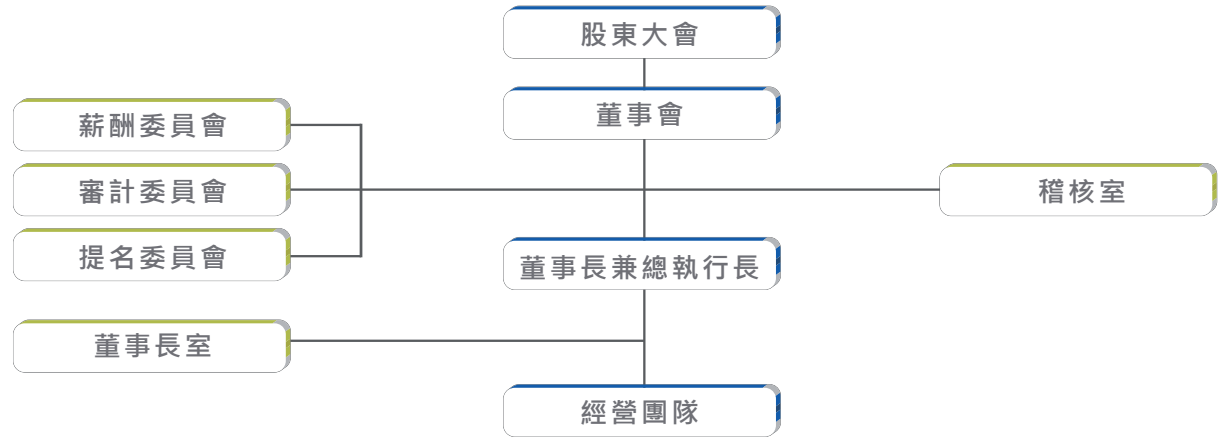 股東大會
董事會
薪酬委員會
審計委員會
提名委員會
稽核室
董事長兼總執行長
董事長室
經營團隊